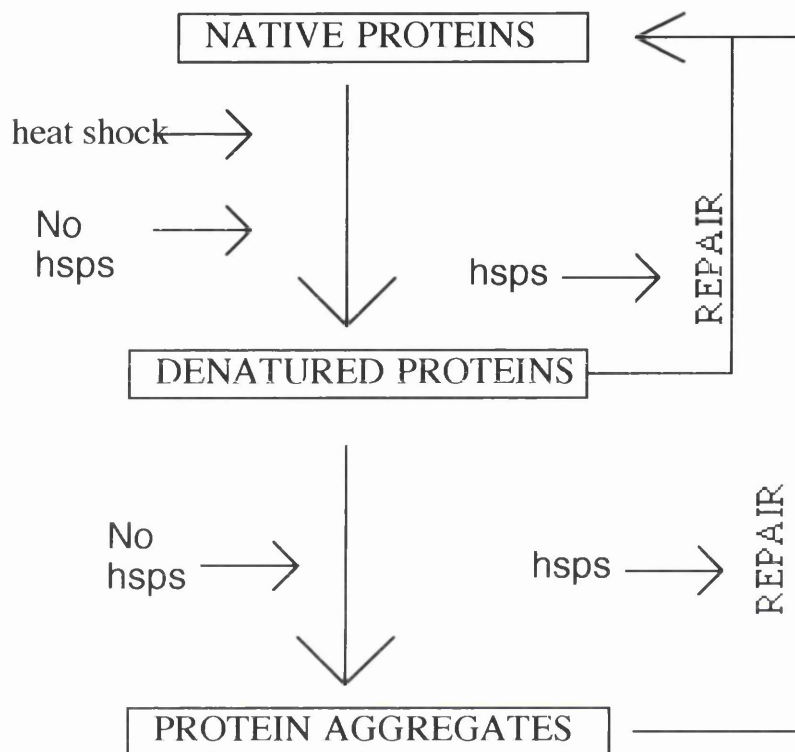 NATIVE PROTEINS
heat shock
No
hsps
hsps
REPAIR
DENATURED PROTEINS
No
hsps
hsps
REPAIR
PROTEIN AGGREGATES